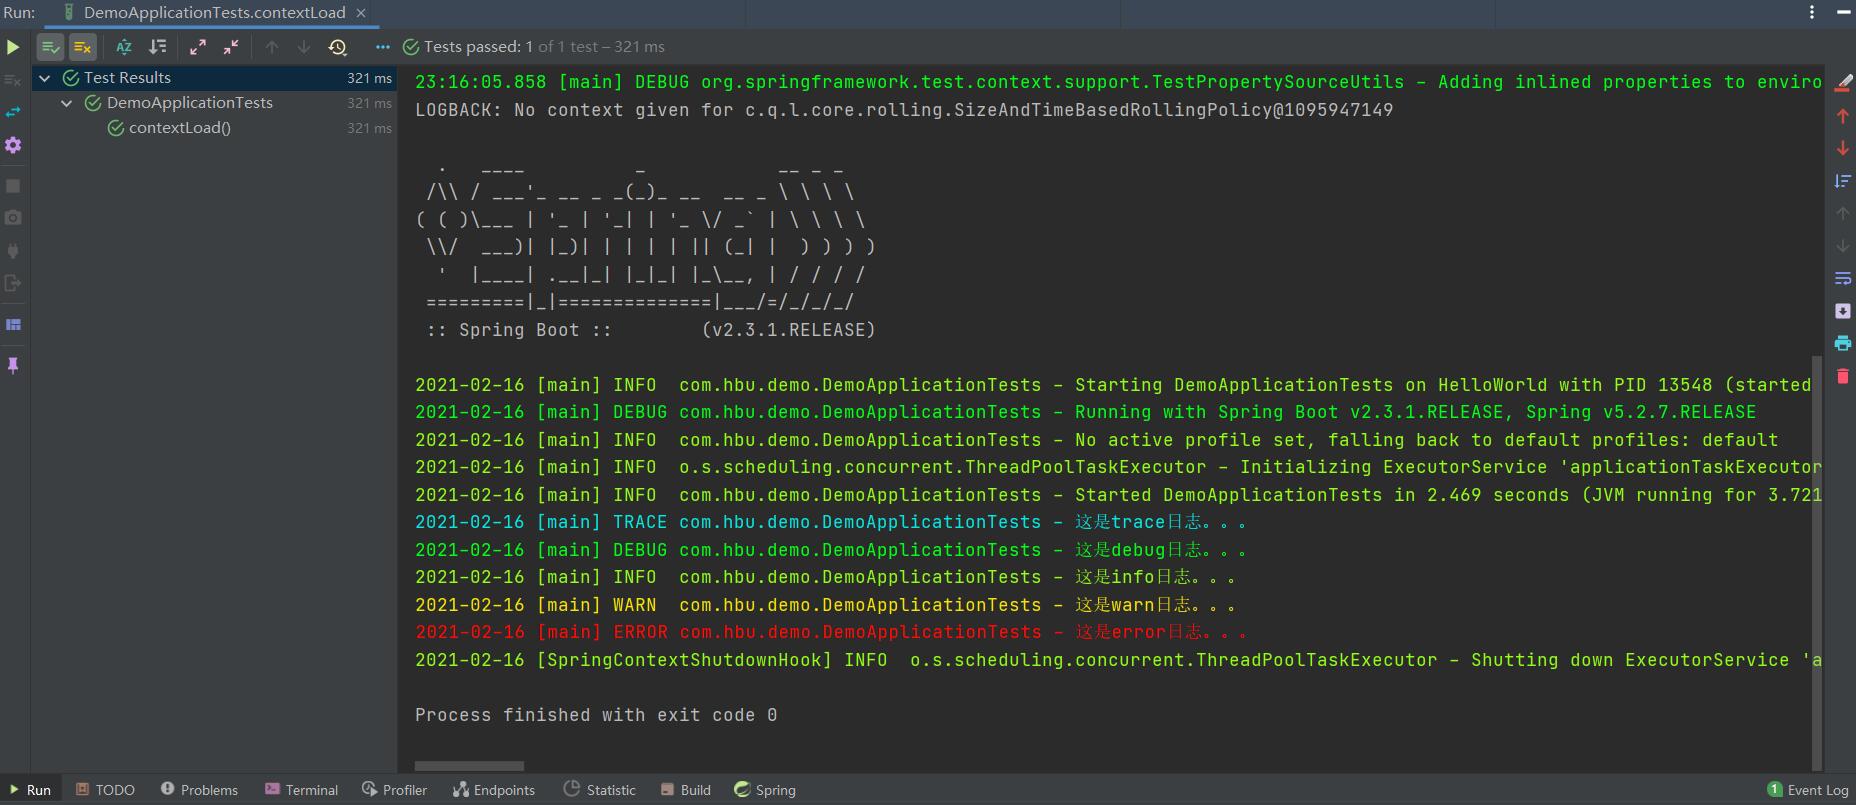 Run: DemoApplicationTests.contextLoad ×
Tests passed: 1 of 1 test – 321 ms
Test Results 321 ms
DemoApplicationTests 321 ms
contextLoad() 321 ms
23:16:05.858 [main] DEBUG org.springframework.test.context.support.TestPropertySourceUtils - Adding inlined properties to enviro
LOGBACK: No context given for c.q.l.core.rolling.SizeAndTimeBasedRollingPolicy@1095947149
  .   ____          _            __ _ _
 /\\ / ___'_ __ _ _(_)_ __  __ _ \ \ \ \
( ( )\___ | '_ | '_| | '_ \/ _` | \ \ \ \
 \\/  ___)| |_)| | | | | || (_| |  ) ) ) )
  '  |____| .__|_| |_|_| |_\__, | / / / /
 =========|_|==============|___/=/_/_/_/
 :: Spring Boot ::        (v2.3.1.RELEASE)
2021-02-16 [main] INFO  com.hbu.demo.DemoApplicationTests - Starting DemoApplicationTests on HelloWorld with PID 13548 (started
2021-02-16 [main] DEBUG com.hbu.demo.DemoApplicationTests - Running with Spring Boot v2.3.1.RELEASE, Spring v5.2.7.RELEASE
2021-02-16 [main] INFO  com.hbu.demo.DemoApplicationTests - No active profile set, falling back to default profiles: default
2021-02-16 [main] INFO  o.s.scheduling.concurrent.ThreadPoolTaskExecutor - Initializing ExecutorService 'applicationTaskExecutor
2021-02-16 [main] INFO  com.hbu.demo.DemoApplicationTests - Started DemoApplicationTests in 2.469 seconds (JVM running for 3.721
2021-02-16 [main] TRACE com.hbu.demo.DemoApplicationTests - 这是trace日志。。。
2021-02-16 [main] DEBUG com.hbu.demo.DemoApplicationTests - 这是debug日志。。。
2021-02-16 [main] INFO  com.hbu.demo.DemoApplicationTests - 这是info日志。。。
2021-02-16 [main] WARN  com.hbu.demo.DemoApplicationTests - 这是warn日志。。。
2021-02-16 [main] ERROR com.hbu.demo.DemoApplicationTests - 这是error日志。。。
2021-02-16 [SpringContextShutdownHook] INFO  o.s.scheduling.concurrent.ThreadPoolTaskExecutor - Shutting down ExecutorService 'a
Process finished with exit code 0
Run TODO Problems Terminal Profiler Endpoints Statistic Build Spring 1 Event Log